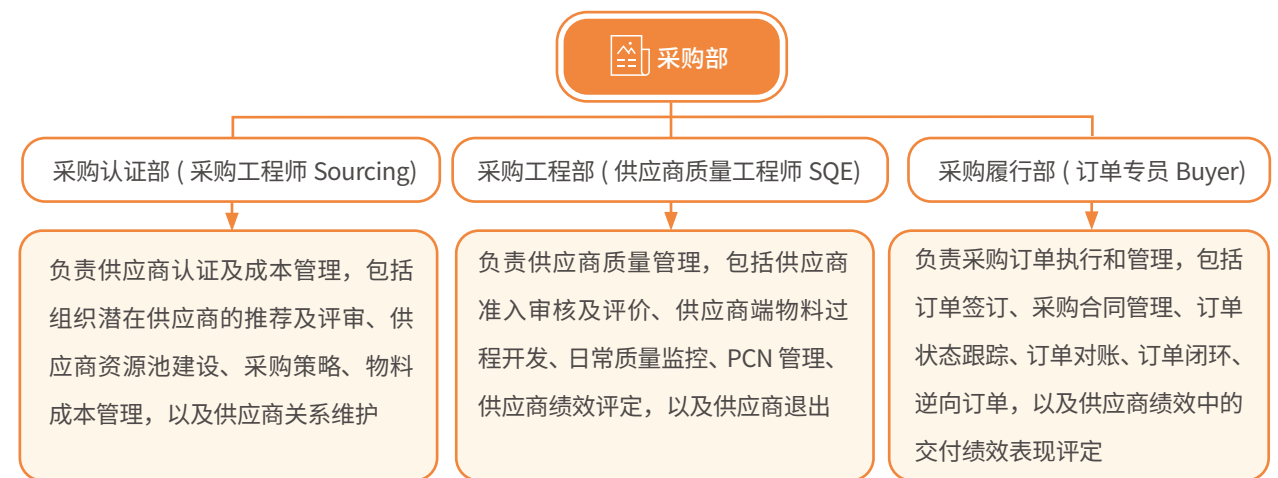 采购部
采购认证部 ( 采购工程师 Sourcing)
采购工程部 ( 供应商质量工程师 SQE)
采购履行部 ( 订单专员 Buyer)
负责供应商认证及成本管理，包括
组织潜在供应商的推荐及评审、供
应商资源池建设、采购策略、物料
成本管理，以及供应商关系维护
负责供应商质量管理，包括供应商
准入审核及评价、供应商端物料过
程开发、日常质量监控、PCN 管理、
供应商绩效评定，以及供应商退出
负责采购订单执行和管理，包括
订单签订、采购合同管理、订单
状态跟踪、订单对账、订单闭环、
逆向订单，以及供应商绩效中的
交付绩效表现评定